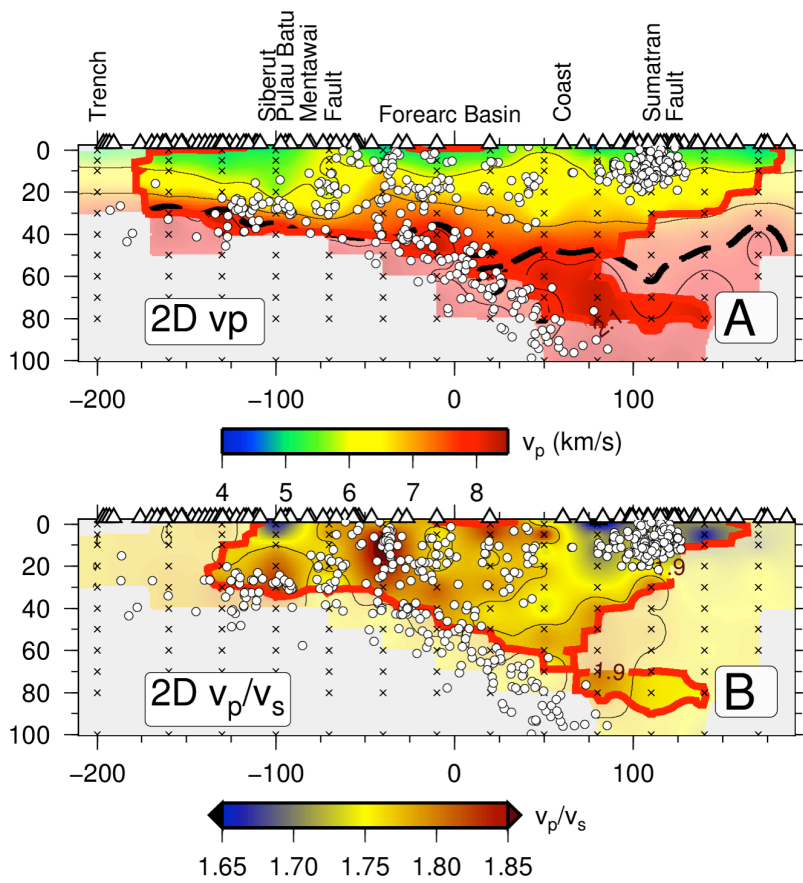 Trench
Siberut
Pulau Batu
Mentawai
Fault
Forearc Basin
Coast
Sumatran
Fault
0
20
40
60
80
100
2D vp
A
−200 −100 0 100
vp (km/s)
4 5 6 7 8
0
20
40
60
80
100
.9
1.9
2D vp/vs
B
−200 −100 0 100
vp/vs
1.65 1.70 1.75 1.80 1.85